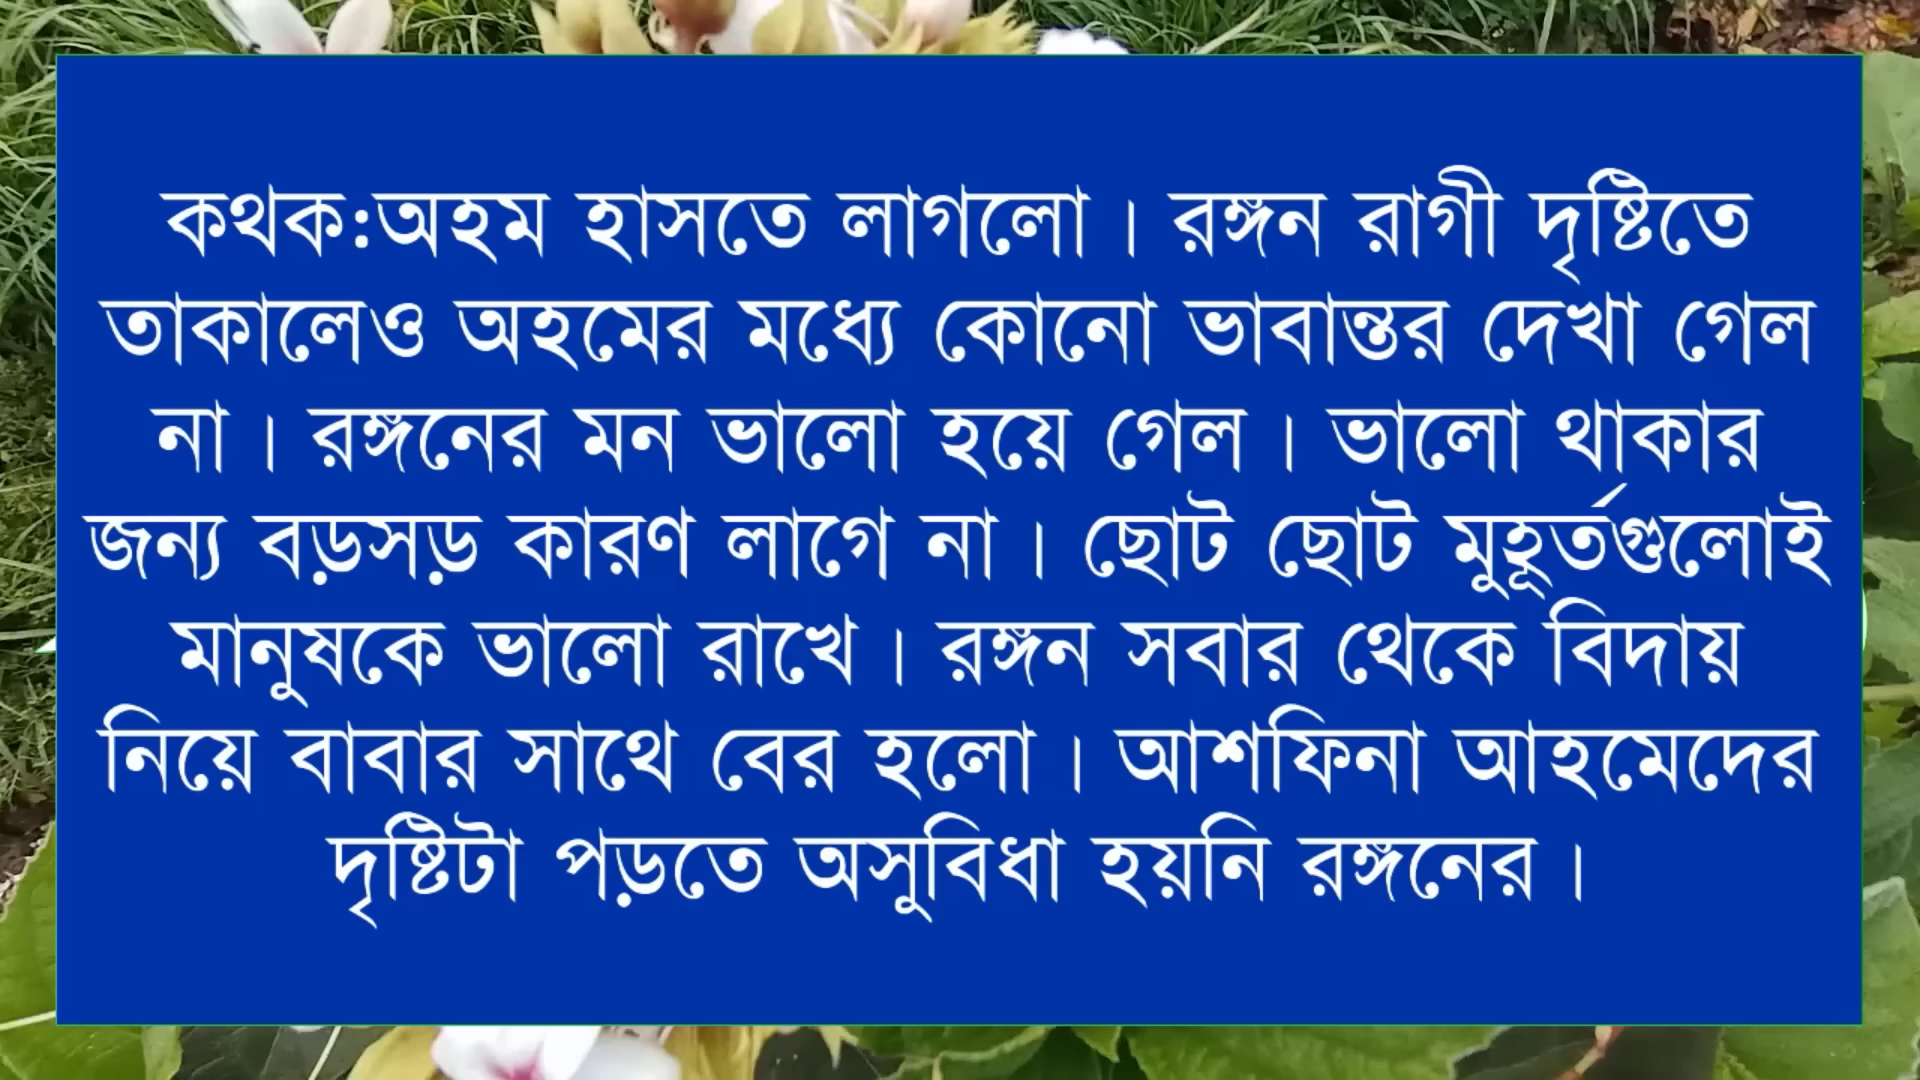 কথক:অহম হাসতে লাগলো। রঙ্গন রাগী দৃষ্টিতে
তাকালেও অহমের মধ্যে কোনো ভাবান্তর দেখা গেল
না। রঙ্গনের মন ভালো হয়ে গেল। ভালো থাকার
জন্য বড়সড় কারণ লাগে না। ছোট ছোট মুহূর্তগুলোই
মানুষকে ভালো রাখে। রঙ্গন সবার থেকে বিদায়
নিয়ে বাবার সাথে বের হলো। আশফিনা আহমেদের
দৃষ্টিটা পড়তে অসুবিধা হয়নি রঙ্গনের।